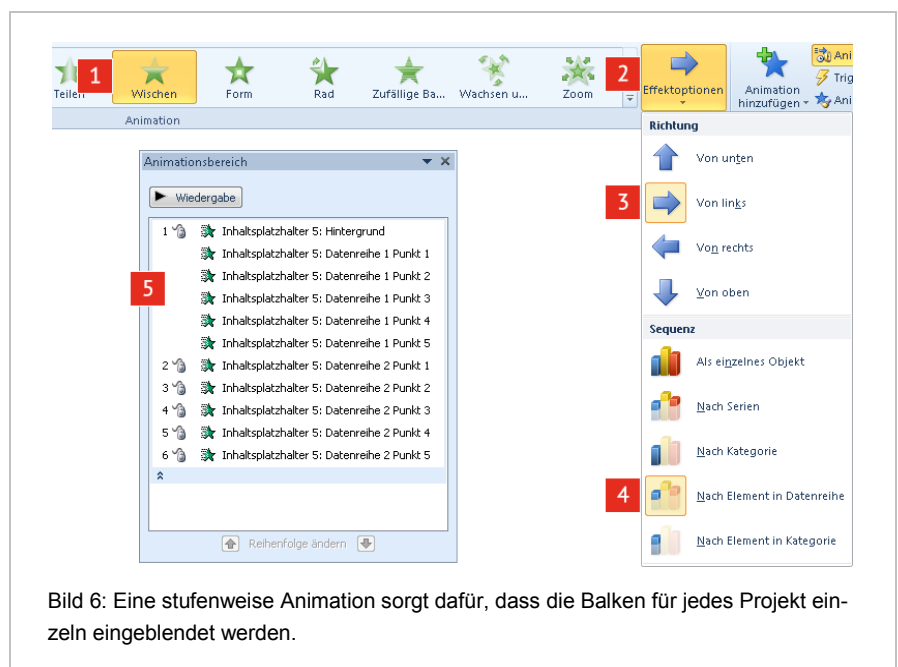 1
Teilen
Wischen
Form
Rad
Zufällige Ba...
Wachsen u...
Zoom
2
Effektoptionen
Animation
hinzufügen
Ani
Trig
Ani
Animation
Richtung
Von unten
3
Von links
Von rechts
Von oben
Sequenz
Als einzelnes Objekt
Nach Serien
Nach Kategorie
4
Nach Element in Datenreihe
Nach Element in Kategorie
Animationsbereich
Wiedergabe
5
1 Inhaltsplatzhalter 5: Hintergrund
Inhaltsplatzhalter 5: Datenreihe 1 Punkt 1
Inhaltsplatzhalter 5: Datenreihe 1 Punkt 2
Inhaltsplatzhalter 5: Datenreihe 1 Punkt 3
Inhaltsplatzhalter 5: Datenreihe 1 Punkt 4
Inhaltsplatzhalter 5: Datenreihe 1 Punkt 5
2 Inhaltsplatzhalter 5: Datenreihe 2 Punkt 1
3 Inhaltsplatzhalter 5: Datenreihe 2 Punkt 2
4 Inhaltsplatzhalter 5: Datenreihe 2 Punkt 3
5 Inhaltsplatzhalter 5: Datenreihe 2 Punkt 4
6 Inhaltsplatzhalter 5: Datenreihe 2 Punkt 5
Reihenfolge ändern
Bild 6: Eine stufenweise Animation sorgt dafür, dass die Balken für jedes Projekt ein-
zeln eingeblendet werden.